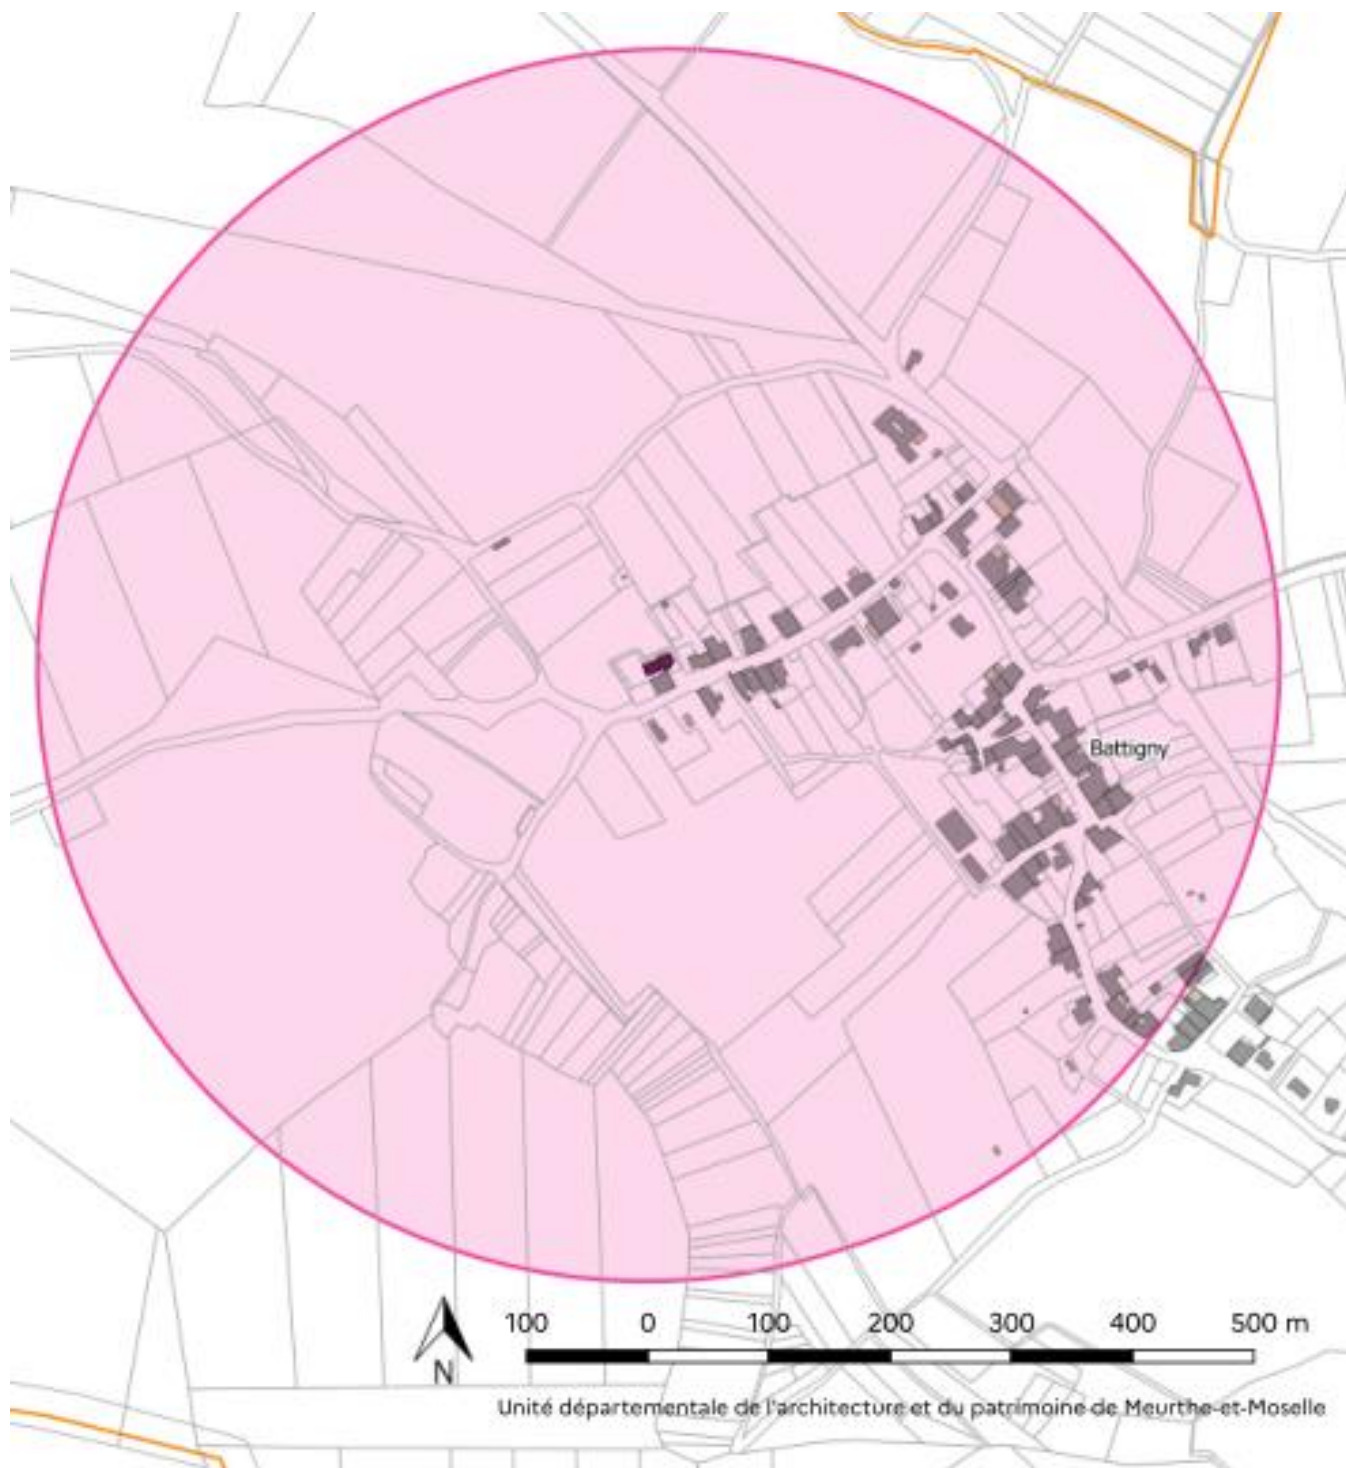 Battigny
100 0 100 200 300 400 500 m
N
Unité départementale de l'architecture et du patrimoine de Meurthe-et-Moselle